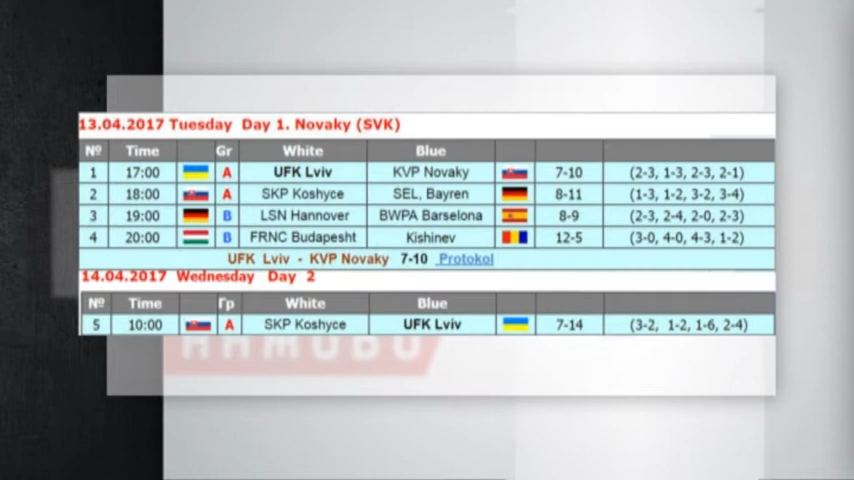 13.04.2017 Tuesday Day 1. Novaky (SVK)
Nº Time Gr White Blue
1 17:00 A UFK Lviv KVP Novaky 7-10 (2-3, 1-3, 2-3, 2-1)
2 18:00 A SKP Koshyce SEL, Bayren 8-11 (1-3, 1-2, 3-2, 3-4)
3 19:00 B LSN Hannover BWPA Barselona 8-9 (2-3, 2-4, 2-0, 2-3)
4 20:00 B FRNC Budapesht Kishinev 12-5 (3-0, 4-0, 4-3, 1-2)
UFK Lviv - KVP Novaky 7-10 Protokol
14.04.2017 Wednesday Day 2
Nº Time Гр White Blue
5 10:00 A SKP Koshyce UFK Lviv 7-14 (3-2, 1-2, 1-6, 2-4)